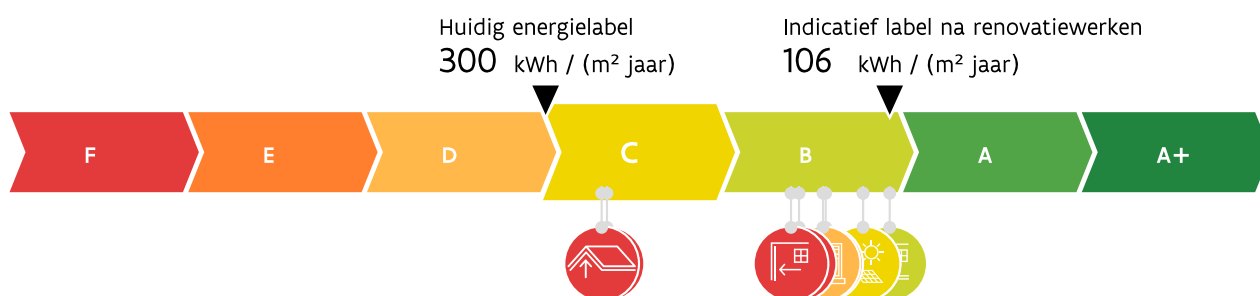 Huidig energielabel
300 kWh / (m² jaar)
Indicatief label na renovatiewerken
106 kWh / (m² jaar)
F E D C B A A+